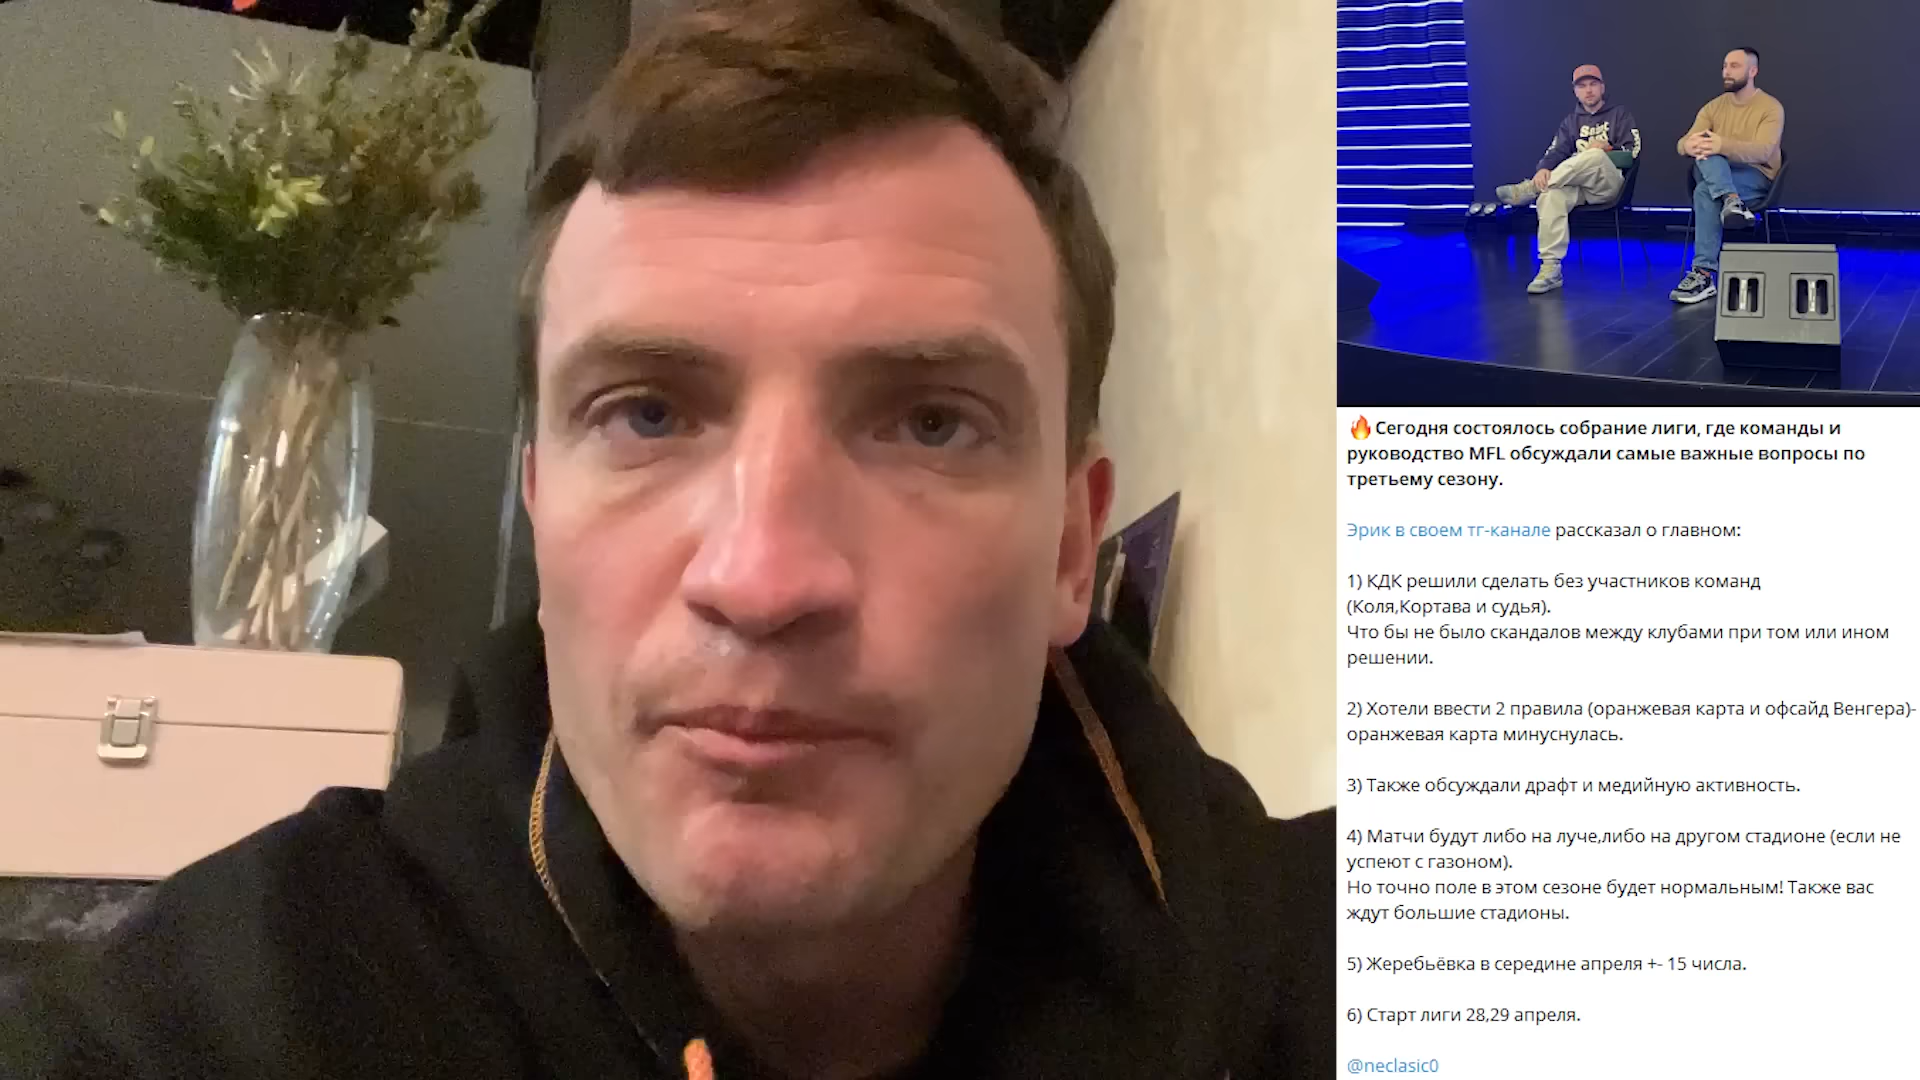 Saint
🔥Сегодня состоялось собрание лиги, где команды и
руководство MFL обсуждали самые важные вопросы по
третьему сезону.
Эрик в своем тг-канале рассказал о главном:
1) КДК решили сделать без участников команд
(Коля,Кортава и судья).
Что бы не было скандалов между клубами при том или ином
решении.
2) Хотели ввести 2 правила (оранжевая карта и офсайд Венгера)-
оранжевая карта минуснулась.
3) Также обсуждали драфт и медийную активность.
4) Матчи будут либо на луче,либо на другом стадионе (если не
успеют с газоном).
Но точно поле в этом сезоне будет нормальным! Также вас
ждут большие стадионы.
5) Жеребьёвка в середине апреля +- 15 числа.
6) Старт лиги 28,29 апреля.
@neclasic0